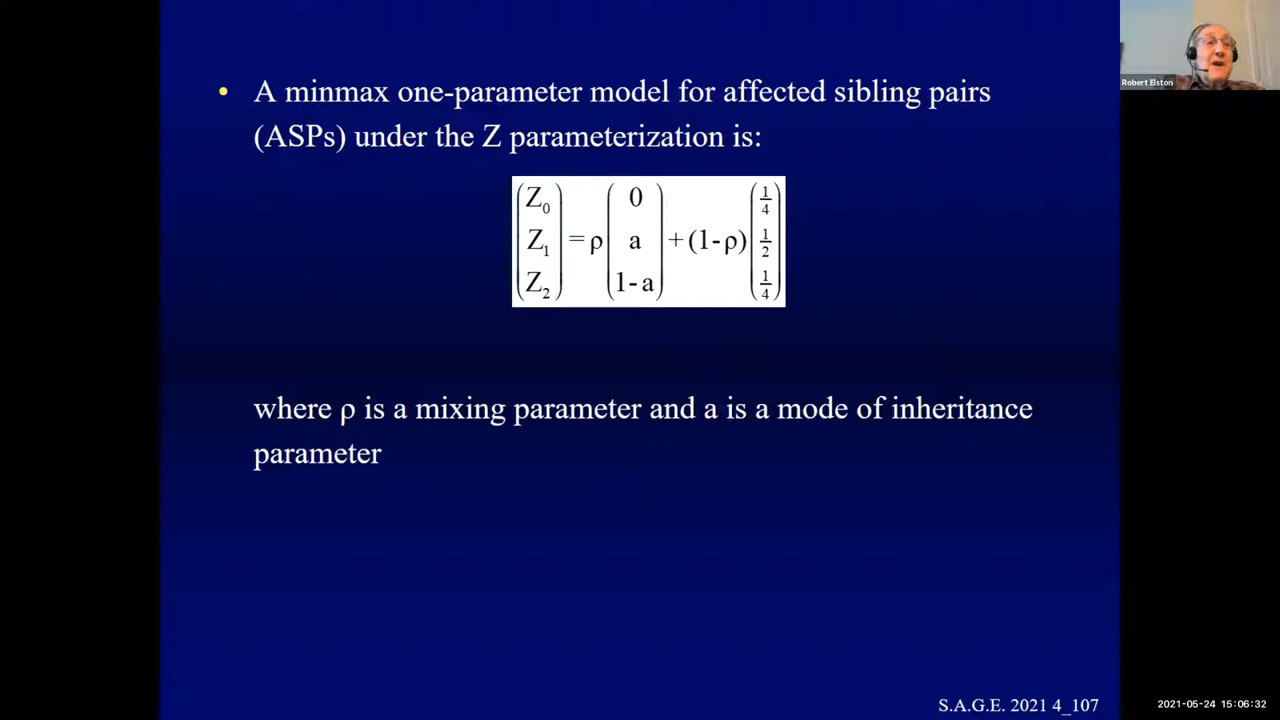 • A minmax one-parameter model for affected sibling pairs
(ASPs) under the Z parameterization is:
Z₀ 0 1/4
Z₁ = ρ a + (1-ρ) 1/2
Z₂ 1-a 1/4
where ρ is a mixing parameter and a is a mode of inheritance
parameter
S.A.G.E. 2021 4_107
Robert Elston
2021-05-24 15:06:32